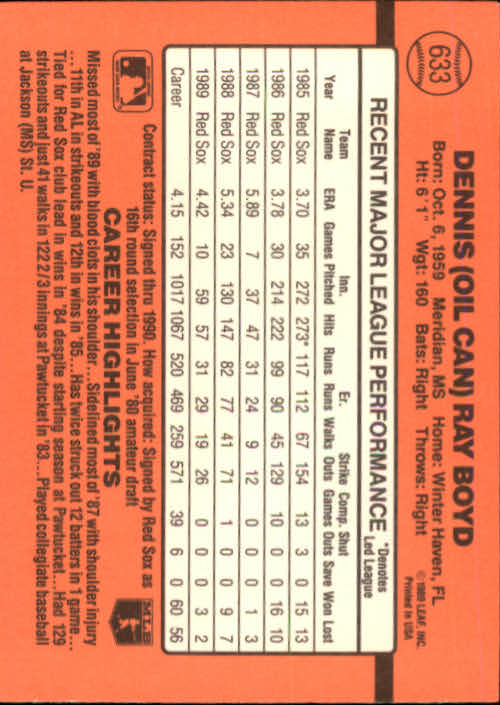 633
DENNIS (OIL CAN) RAY BOYD
Born: Oct. 6, 1959 Meridian, MS Home: Winter Haven, FL
Ht: 6'1" Wgt: 160 Bats: Right Throws: Right
© 1989 LEAF, INC.
Printed in USA
RECENT MAJOR LEAGUE PERFORMANCE *Denotes Led League
Team Inn. Er. Strike Comp. Shut
Year Name ERA Games Pitched Hits Runs Runs Walks Outs Games Outs Save Won Lost
1985 Red Sox 3.70 35 272 273* 117 112 67 154 13 3 0 15 13
1986 Red Sox 3.78 30 214 222 99 90 45 129 10 0 0 16 10
1987 Red Sox 5.89 7 37 47 31 24 9 12 0 0 0 1 3
1988 Red Sox 5.34 23 130 147 82 77 41 71 1 0 0 9 7
1989 Red Sox 4.42 10 59 57 31 29 19 26 0 0 0 3 2
Career 4.15 152 1017 1067 520 469 259 571 39 6 0 60 56
Contract status: Signed thru 1990. How acquired: Signed by Red Sox as
16th round selection in June '80 amateur draft
MLB
CAREER HIGHLIGHTS
Missed most of '89 with blood clots in his shoulder... Sidelined most of '87 with shoulder injury
...11th in AL in strikeouts and 12th in wins in '85...Has twice struck out 12 batters in 1 game...
Tied for Red Sox club lead in wins in '84 despite starting season at Pawtucket...Had 129
strikeouts and just 41 walks in 122 2/3 innings at Pawtucket in '83...Played collegiate baseball
at Jackson (MS) St. U.